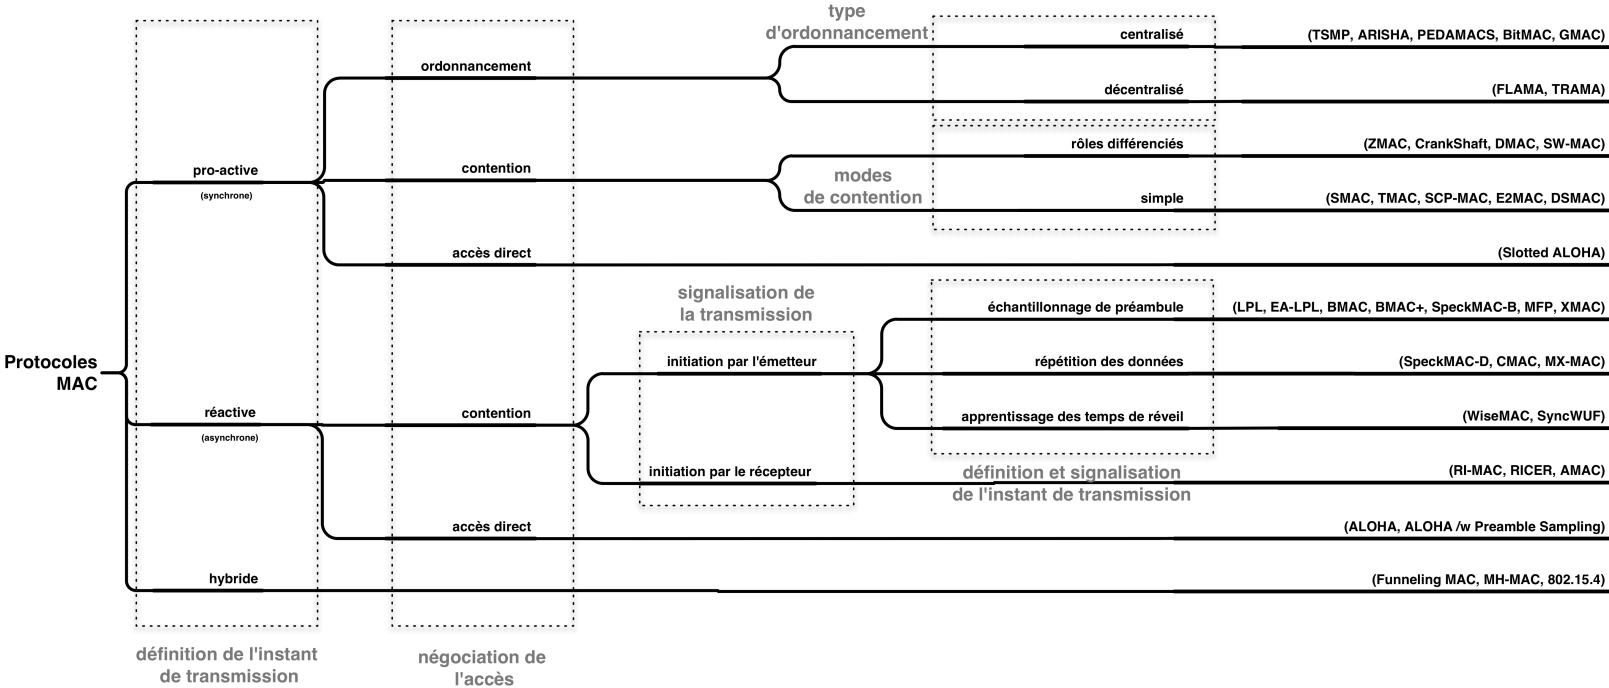 type
d'ordonnancement
centralisé
(TSMP, ARISHA, PEDAMACS, BitMAC, GMAC)
ordonnancement
décentralisé
(FLAMA, TRAMA)
rôles différenciés
(ZMAC, CrankShaft, DMAC, SW-MAC)
pro-active
(synchrone)
contention
modes
de contention
simple
(SMAC, TMAC, SCP-MAC, E2MAC, DSMAC)
accès direct
(Slotted ALOHA)
signalisation de
la transmission
échantillonnage de préambule
(LPL, EA-LPL, BMAC, BMAC+, SpeckMAC-B, MFP, XMAC)
Protocoles
MAC
initiation par l'émetteur
répétition des données
(SpeckMAC-D, CMAC, MX-MAC)
réactive
(asynchrone)
contention
apprentissage des temps de réveil
(WiseMAC, SyncWUF)
initiation par le récepteur
définition et signalisation
de l'instant de transmission
(RI-MAC, RICER, AMAC)
accès direct
(ALOHA, ALOHA /w Preamble Sampling)
hybride
(Funneling MAC, MH-MAC, 802.15.4)
définition de l'instant
de transmission
négociation de
l'accès